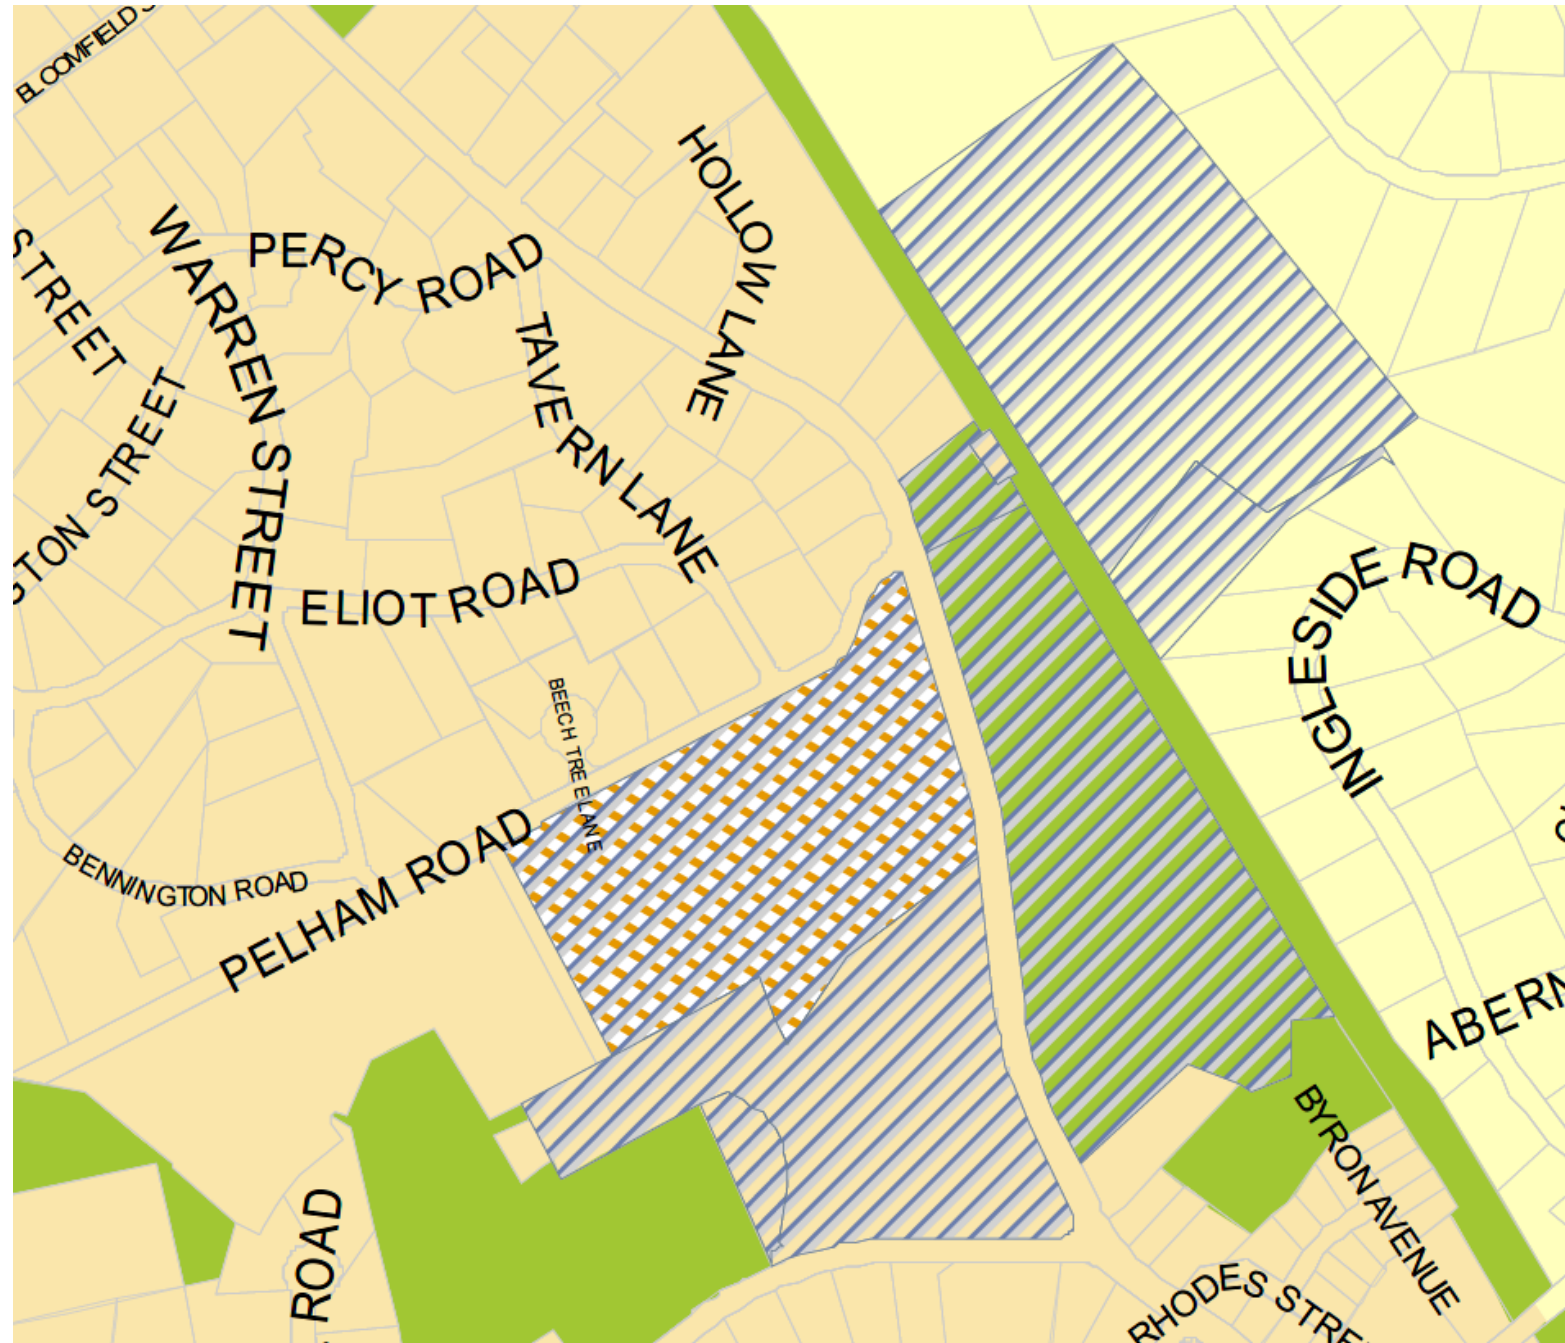 BLOOMFIELD S
HOLLOW LANE
STREET
WARREN STREET
PERCY ROAD
TAVERN LANE
GTON STREET
ELIOT ROAD
INGLESIDE ROAD
BEECH TREE LANE
PELHAM ROAD
BENNINGTON ROAD
ABERN
BYRON AVENUE
ROAD
RHODES STRE